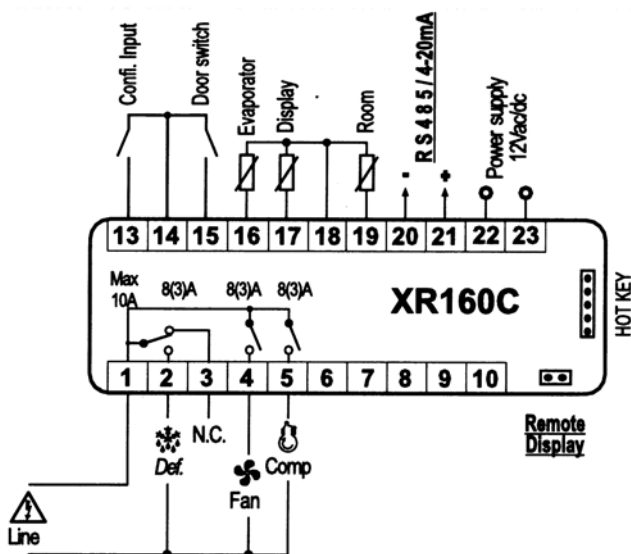 Confi. Input
Door switch
Evaporator
Display
Room
RS485/4-20mA
- +
Power supply
12Vac/dc
13 14 15 16 17 18 19 20 21 22 23
Max
10A
8(3)A 8(3)A 8(3)A
XR160C
HOT KEY
1 2 3 4 5 6 7 8 9 10
N.C.
Def.
Fan
Comp
Remote
Display
Line